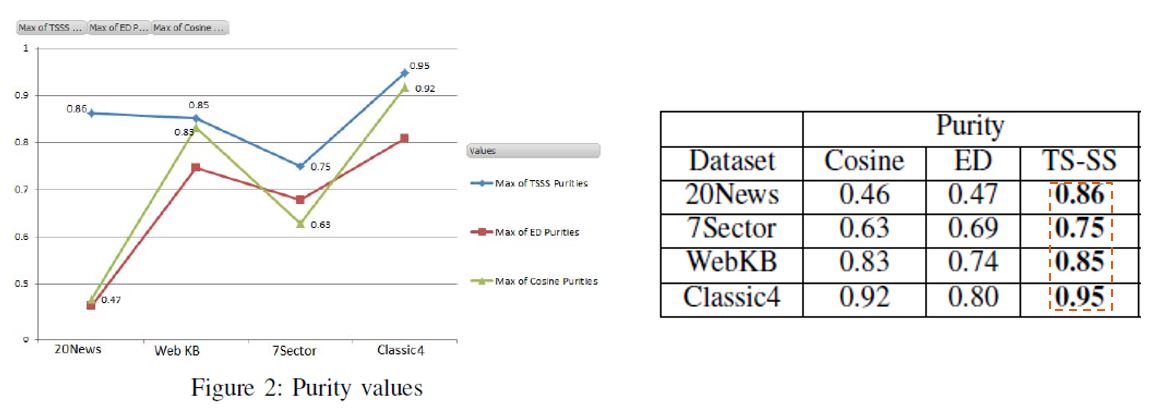 Max of TSSS ... Max of ED P... Max of Cosine ...
1
0.9
0.8
0.7
0.6
0.5
0
0.86
0.85
0.83
0.75
0.63
0.95
0.92
0.47
20News Web KB 7Sector Classic4
Values
Max of TSSS Purities
Max of ED Purities
Max of Cosine Purities
Figure 2: Purity values
Purity
Dataset Cosine ED TS-SS
20News 0.46 0.47 0.86
7Sector 0.63 0.69 0.75
WebKB 0.83 0.74 0.85
Classic4 0.92 0.80 0.95